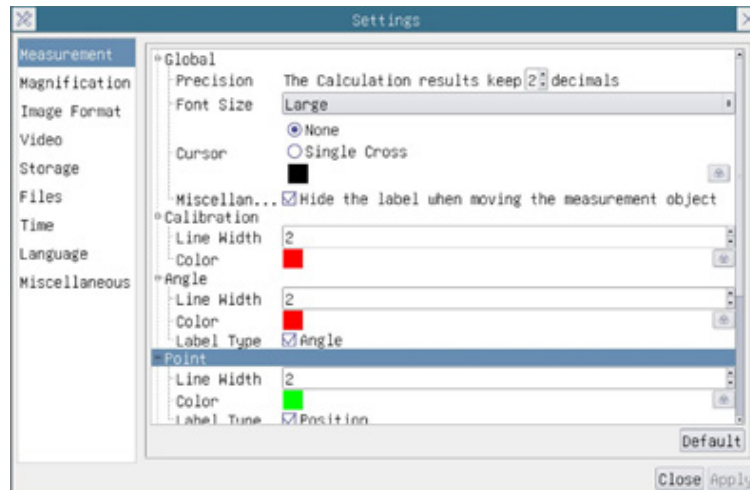 Settings
Measurement
Magnification
Image Format
Video
Storage
Files
Time
Language
Miscellaneous
Global
Precision The Calculation results keep 2 decimals
Font Size Large
None
Cursor Single Cross
Miscellan... Hide the label when moving the measurement object
Calibration
Line Width 2
Color
Angle
Line Width 2
Color
Label Type Angle
Point
Line Width 2
Color
Label Type Position
Default
Close Apply